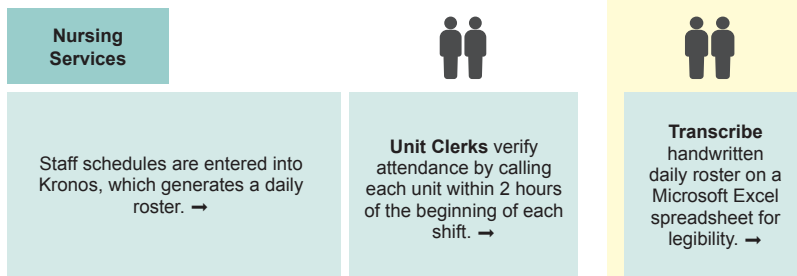 Nursing
Services
Staff schedules are entered into
Kronos, which generates a daily
roster. ➞
Unit Clerks verify
attendance by calling
each unit within 2 hours
of the beginning of each
shift. ➞
Transcribe
handwritten
daily roster on a
Microsoft Excel
spreadsheet for
legibility. ➞